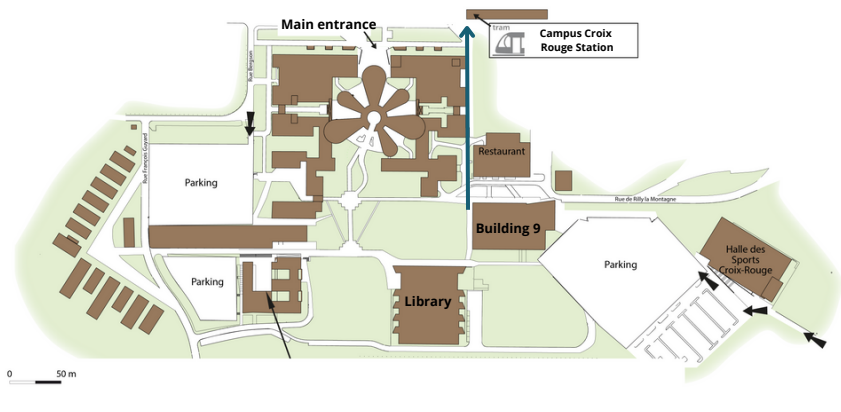 Main entrance
tram
Campus Croix
Rouge Station
Rue Bergson
Rue François Guyard
Restaurant
Parking
Rue de Rilly la Montagne
Building 9
Halle des
Sports
Croix-Rouge
Parking
Parking
Library
0 50 m